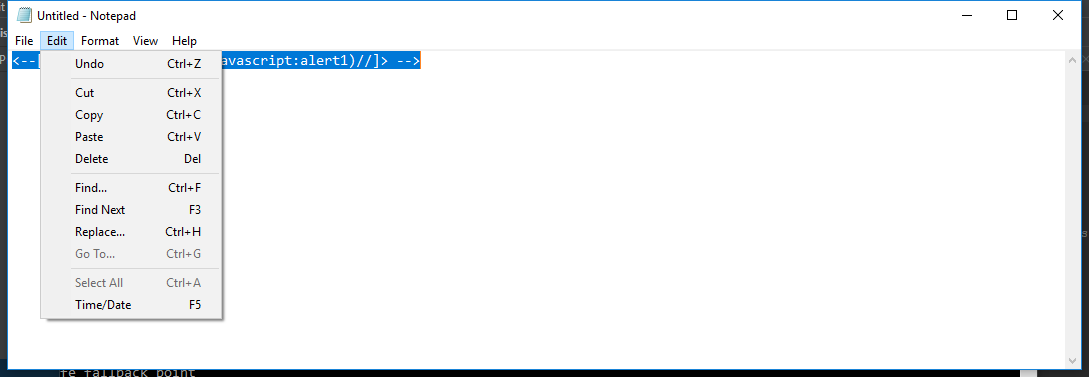 Untitled - Notepad
File Edit Format View Help
<--[ avascript:alert1)//]> -->
Undo Ctrl+Z
Cut Ctrl+X
Copy Ctrl+C
Paste Ctrl+V
Delete Del
Find... Ctrl+F
Find Next F3
Replace... Ctrl+H
Go To... Ctrl+G
Select All Ctrl+A
Time/Date F5
fe fallback point